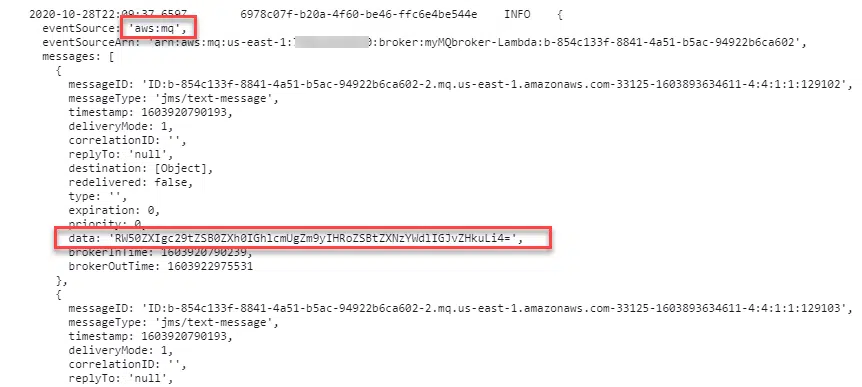 2020-10-28T22:09:37.659Z 6978c07f-b20a-4f60-be46-ffc6e4be544e INFO {
eventSource: 'aws:mq',
eventSourceArn: 'arn:aws:mq:us-east-1:7 0:broker:myMQbroker-Lambda:b-854c133f-8841-4a51-b5ac-94922b6ca602',
messages: [
{
messageID: 'ID:b-854c133f-8841-4a51-b5ac-94922b6ca602-2.mq.us-east-1.amazonaws.com-33125-1603893634611-4:4:1:1:129102',
messageType: 'jms/text-message',
timestamp: 1603920790193,
deliveryMode: 1,
correlationID: '',
replyTo: 'null',
destination: [Object],
redelivered: false,
type: '',
expiration: 0,
priority: 0,
data: 'RW50ZXIgc29tZSB0ZXh0IGhlcmUgZm9yIHRoZSBtZXNzYWdlIGJvZHkuLi4=',
brokerInTime: 1603920790239,
brokerOutTime: 1603922975531
},
{
messageID: 'ID:b-854c133f-8841-4a51-b5ac-94922b6ca602-2.mq.us-east-1.amazonaws.com-33125-1603893634611-4:4:1:1:129103',
messageType: 'jms/text-message',
timestamp: 1603920790193,
deliveryMode: 1,
correlationID: '',
replyTo: 'null',